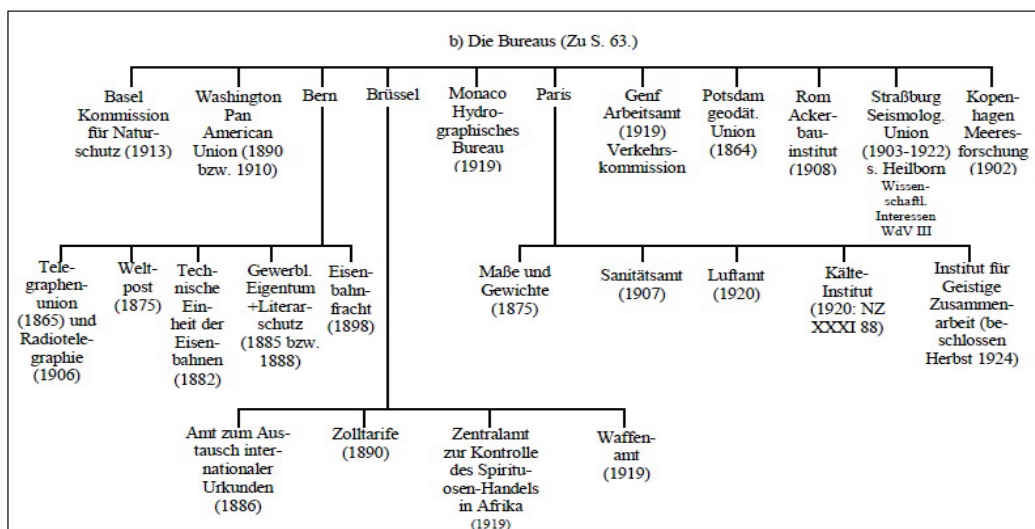 b) Die Bureaus (Zu S. 63.)
Basel
Kommission
für Natur-
schutz (1913)
Washington
Pan
American
Union (1890
bzw. 1910)
Bern
Brüssel
Monaco
Hydro-
graphisches
Bureau
(1919)
Paris
Genf
Arbeitsamt
(1919)
Verkehrs-
kommission
Potsdam
geodät.
Union
(1864)
Rom
Acker-
bau-
institut
(1908)
Straßburg
Seismolog.
Union
(1903-1922)
s. Heilborn
Wissen-
schaftl.
Interessen
WdV III
Kopen-
hagen
Meeres-
forschung
(1902)
Tele-
graphen-
union
(1865) und
Radiotele-
graphie
(1906)
Welt-
post
(1875)
Tech-
nische
Ein-
heit der
Eisen-
bahnen
(1882)
Gewerbl.
Eigentum
+Literar-
schutz
(1885 bzw.
1888)
Eisen-
bahn-
fracht
(1898)
Maße und
Gewichte
(1875)
Sanitätsamt
(1907)
Luftamt
(1920)
Kälte-
Institut
(1920: NZ
XXXI 88)
Institut für
Geistige
Zusammen-
arbeit (be-
schlossen
Herbst 1924)
Amt zum Aus-
tausch inter-
nationaler
Urkunden
(1886)
Zolltarife
(1890)
Zentralamt
zur Kontrolle
des Spiritu-
osen-Handels
in Afrika
(1919)
Waffen-
amt
(1919)